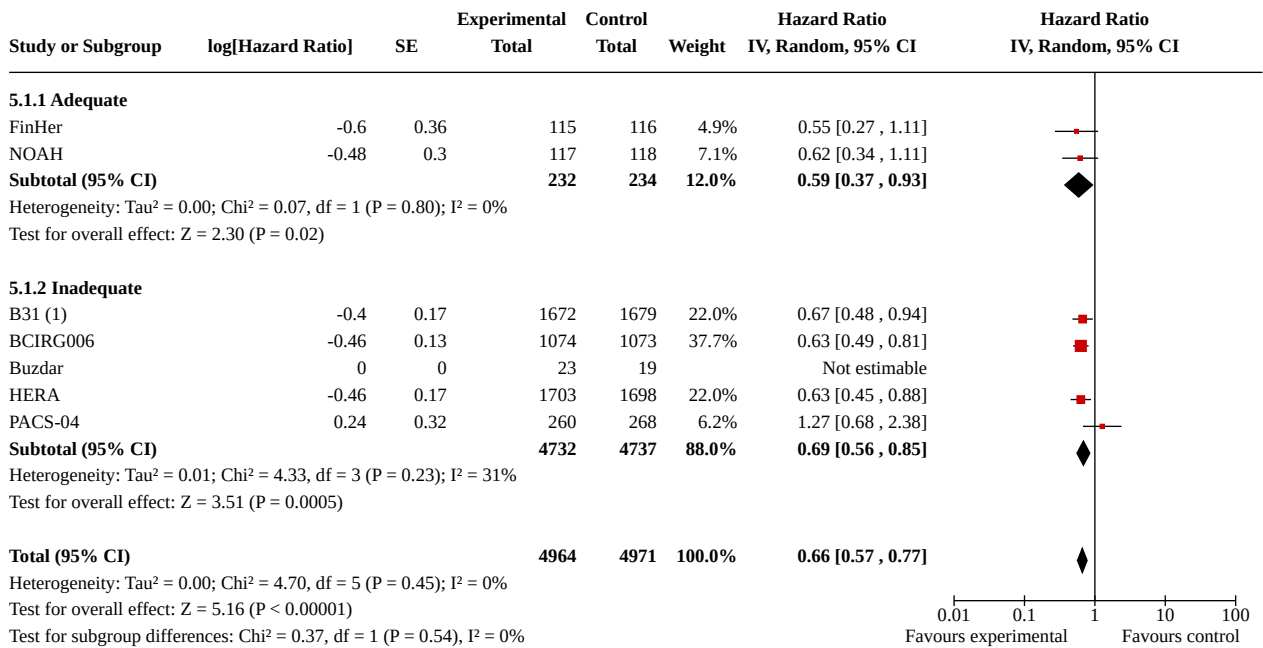 Experimental Control Hazard Ratio Hazard Ratio
Study or Subgroup log[Hazard Ratio] SE Total Total Weight IV, Random, 95% CI IV, Random, 95% CI
5.1.1 Adequate
FinHer -0.6 0.36 115 116 4.9% 0.55 [0.27 , 1.11]
NOAH -0.48 0.3 117 118 7.1% 0.62 [0.34 , 1.11]
Subtotal (95% CI) 232 234 12.0% 0.59 [0.37 , 0.93]
Heterogeneity: Tau² = 0.00; Chi² = 0.07, df = 1 (P = 0.80); I² = 0%
Test for overall effect: Z = 2.30 (P = 0.02)
5.1.2 Inadequate
B31 (1) -0.4 0.17 1672 1679 22.0% 0.67 [0.48 , 0.94]
BCIRG006 -0.46 0.13 1074 1073 37.7% 0.63 [0.49 , 0.81]
Buzdar 0 0 23 19 Not estimable
HERA -0.46 0.17 1703 1698 22.0% 0.63 [0.45 , 0.88]
PACS-04 0.24 0.32 260 268 6.2% 1.27 [0.68 , 2.38]
Subtotal (95% CI) 4732 4737 88.0% 0.69 [0.56 , 0.85]
Heterogeneity: Tau² = 0.01; Chi² = 4.33, df = 3 (P = 0.23); I² = 31%
Test for overall effect: Z = 3.51 (P = 0.0005)
Total (95% CI) 4964 4971 100.0% 0.66 [0.57 , 0.77]
Heterogeneity: Tau² = 0.00; Chi² = 4.70, df = 5 (P = 0.45); I² = 0%
Test for overall effect: Z = 5.16 (P < 0.00001)
Test for subgroup differences: Chi² = 0.37, df = 1 (P = 0.54), I² = 0%
0.01 0.1 1 10 100
Favours experimental Favours control